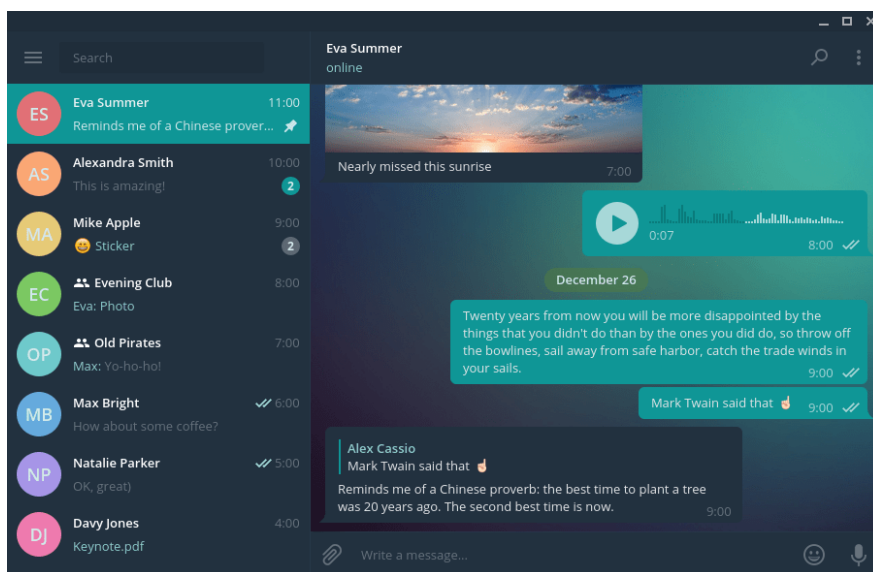 Search
ES
Eva Summer 11:00
Reminds me of a Chinese prover...
AS
Alexandra Smith 10:00
This is amazing! 2
MA
Mike Apple 9:00
😀 Sticker 2
EC
Evening Club 8:00
Eva: Photo
OP
Old Pirates 7:00
Max: Yo-ho-ho!
MB
Max Bright 6:00
How about some coffee?
NP
Natalie Parker 5:00
OK, great)
DJ
Davy Jones 4:00
Keynote.pdf
Eva Summer
online
Nearly missed this sunrise 7:00
0:07 8:00
December 26
Twenty years from now you will be more disappointed by the
things that you didn't do than by the ones you did do, so throw off
the bowlines, sail away from safe harbor, catch the trade winds in
your sails. 9:00
Mark Twain said that ☝🏻 9:00
Alex Cassio
Mark Twain said that ☝🏻
Reminds me of a Chinese proverb: the best time to plant a tree
was 20 years ago. The second best time is now. 9:00
Write a message...